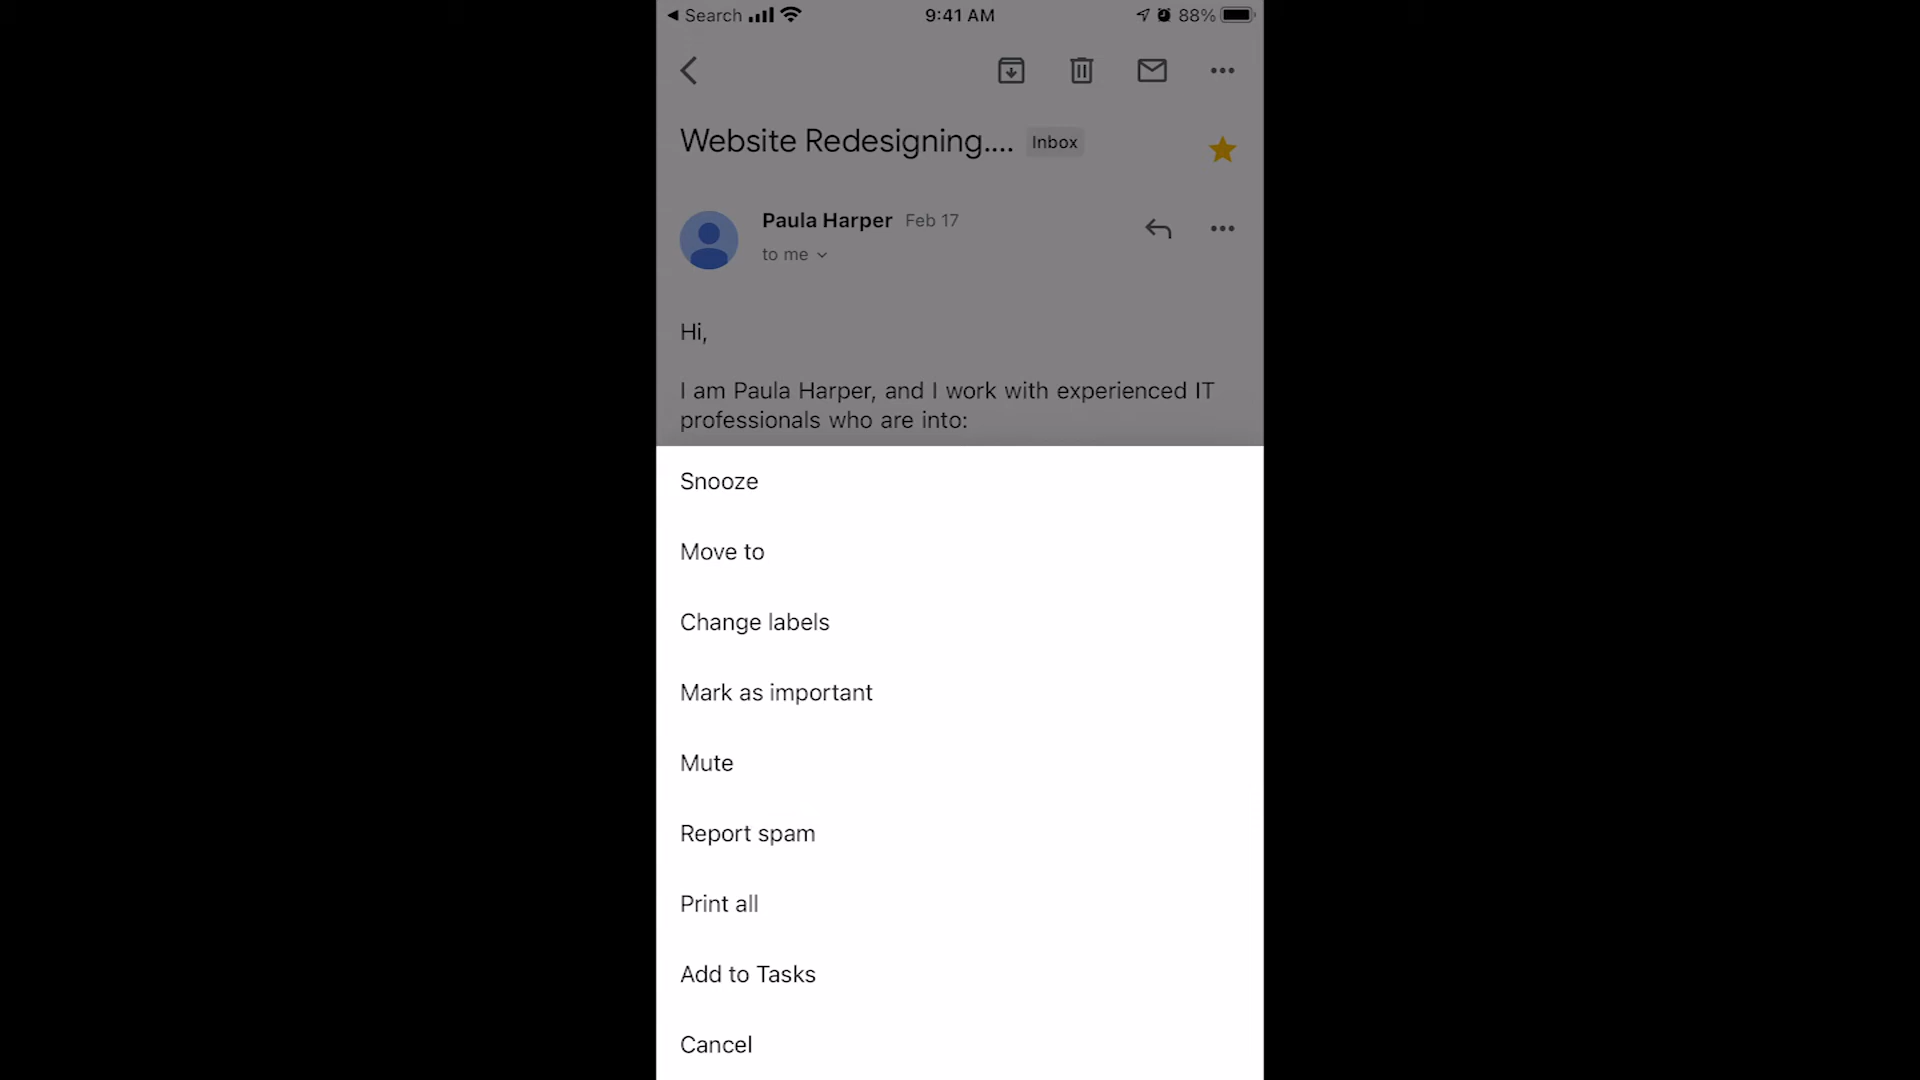 Search
9:41 AM
88%
Website Redesigning....
Inbox
Paula Harper Feb 17
to me
Hi,
I am Paula Harper, and I work with experienced IT
professionals who are into:
Snooze
Move to
Change labels
Mark as important
Mute
Report spam
Print all
Add to Tasks
Cancel